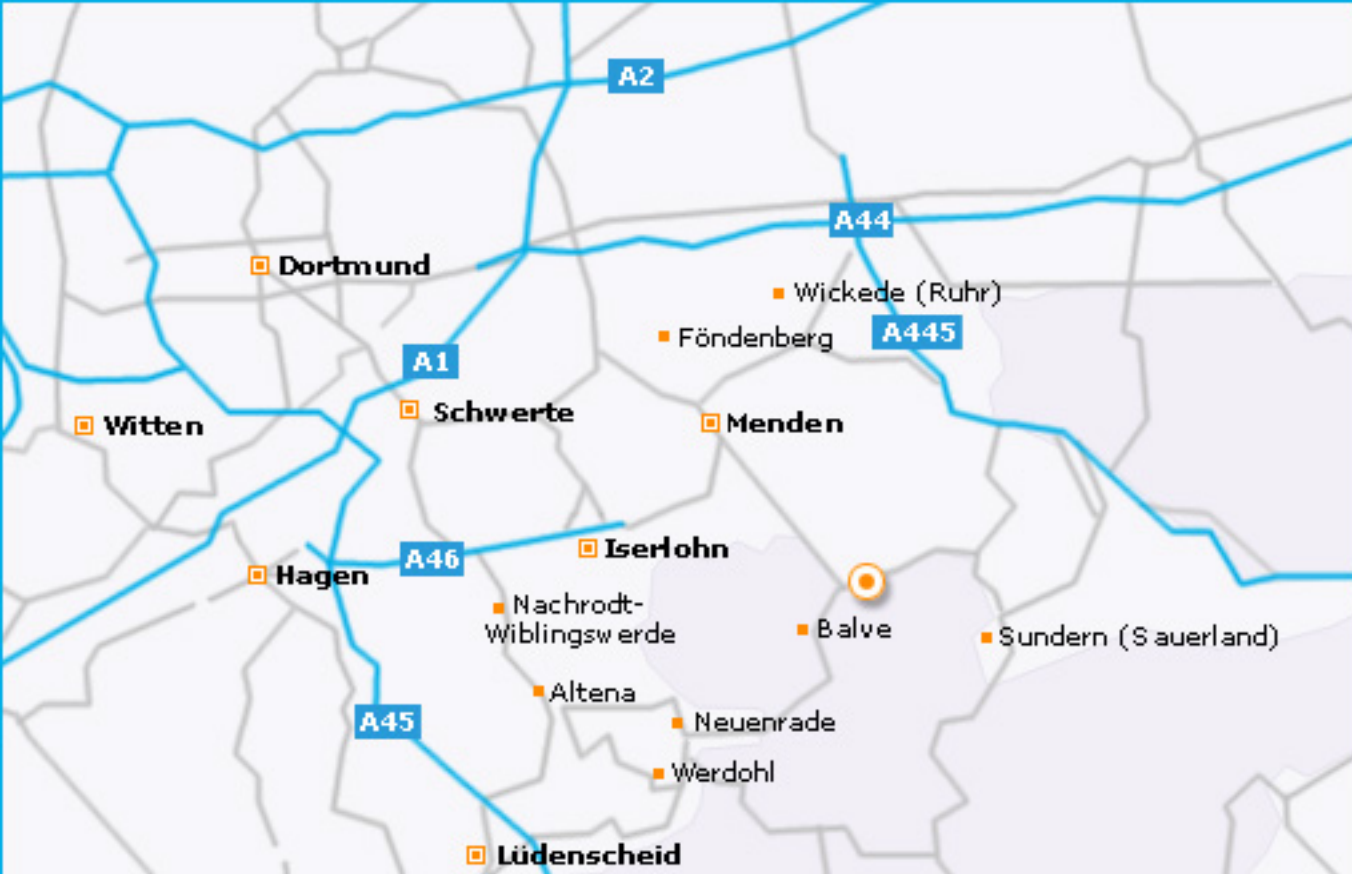 A2
A44
Dortmund
Wickede (Ruhr)
A445
Föndenberg
A1
Schwerte
Menden
Witten
Iserlohn
A46
Hagen
Nachrodt-
Wiblingswerde
Balve
Sundern (Sauerland)
Altena
A45
Neuenrade
Werdohl
Lüdenscheid